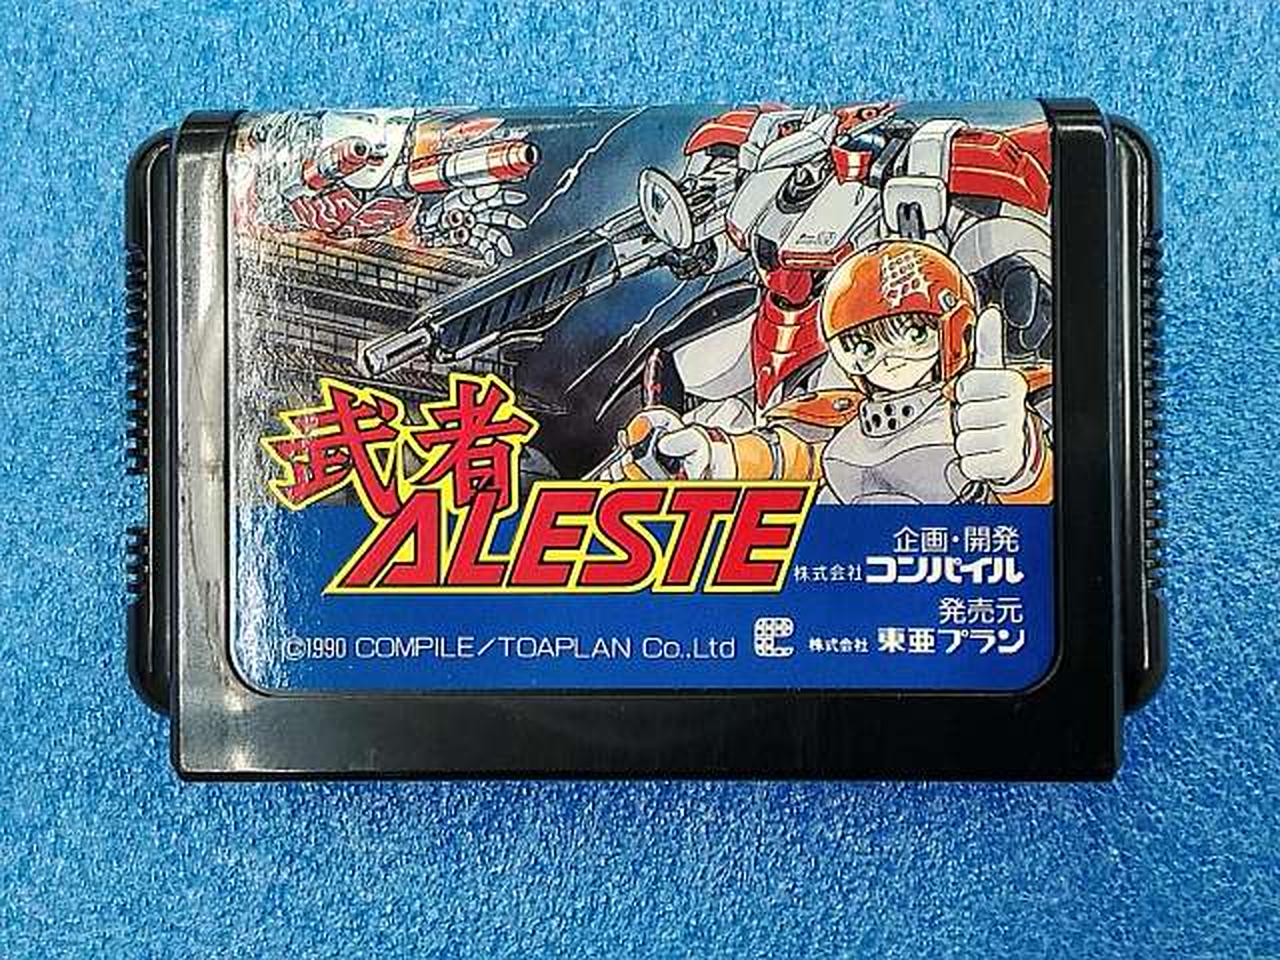 武者
ALESTE
企画・開発
株式会社コンパイル
発売元
©1990 COMPILE/TOAPLAN Co.,Ltd 株式会社 東亜プラン